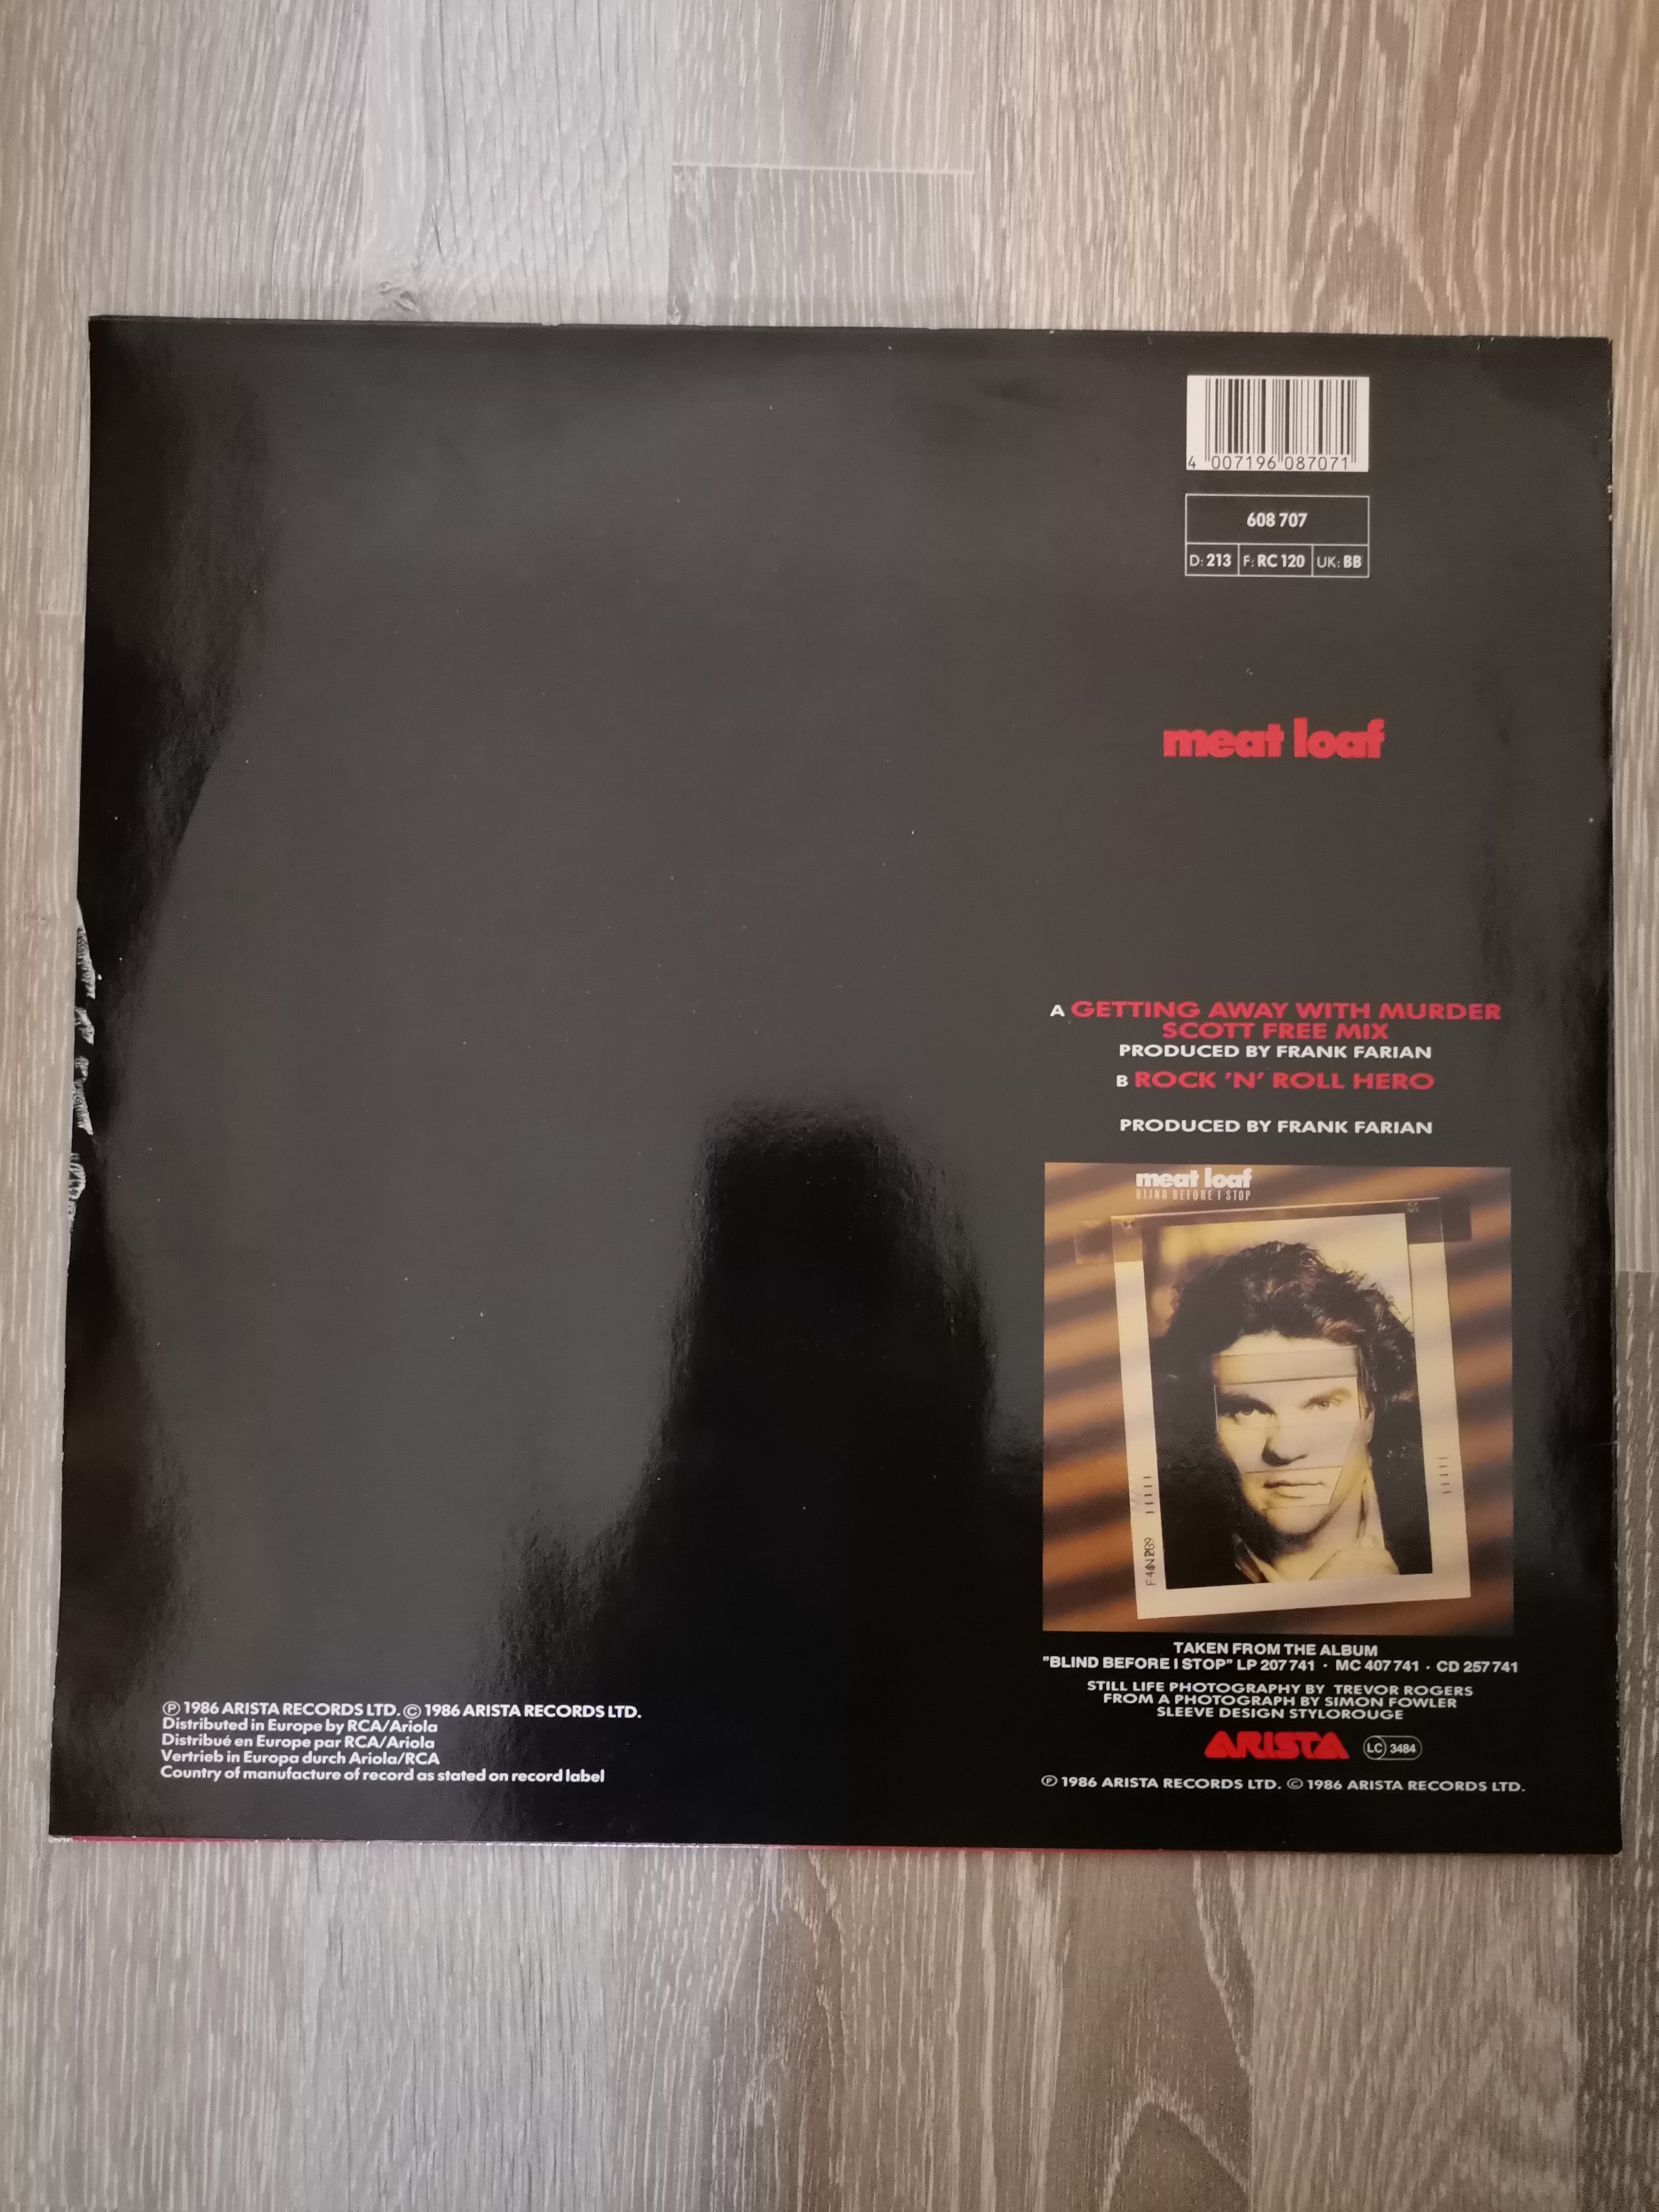 4 007196 087071
608 707
D: 213 F: RC 120 UK: BB
meat loaf
A GETTING AWAY WITH MURDER
SCOTT FREE MIX
PRODUCED BY FRANK FARIAN
B ROCK 'N' ROLL HERO
PRODUCED BY FRANK FARIAN
meat loaf
BLIND BEFORE I STOP
TAKEN FROM THE ALBUM
"BLIND BEFORE I STOP" LP 207 741 · MC 407 741 · CD 257 741
STILL LIFE PHOTOGRAPHY BY TREVOR ROGERS
FROM A PHOTOGRAPH BY SIMON FOWLER
SLEEVE DESIGN STYLOROUGE
ARISTA LC 3484
℗ 1986 ARISTA RECORDS LTD. © 1986 ARISTA RECORDS LTD.
℗ 1986 ARISTA RECORDS LTD. © 1986 ARISTA RECORDS LTD.
Distributed in Europe by RCA/Ariola
Distribué en Europe par RCA/Ariola
Vertrieb in Europa durch Ariola/RCA
Country of manufacture of record as stated on record label